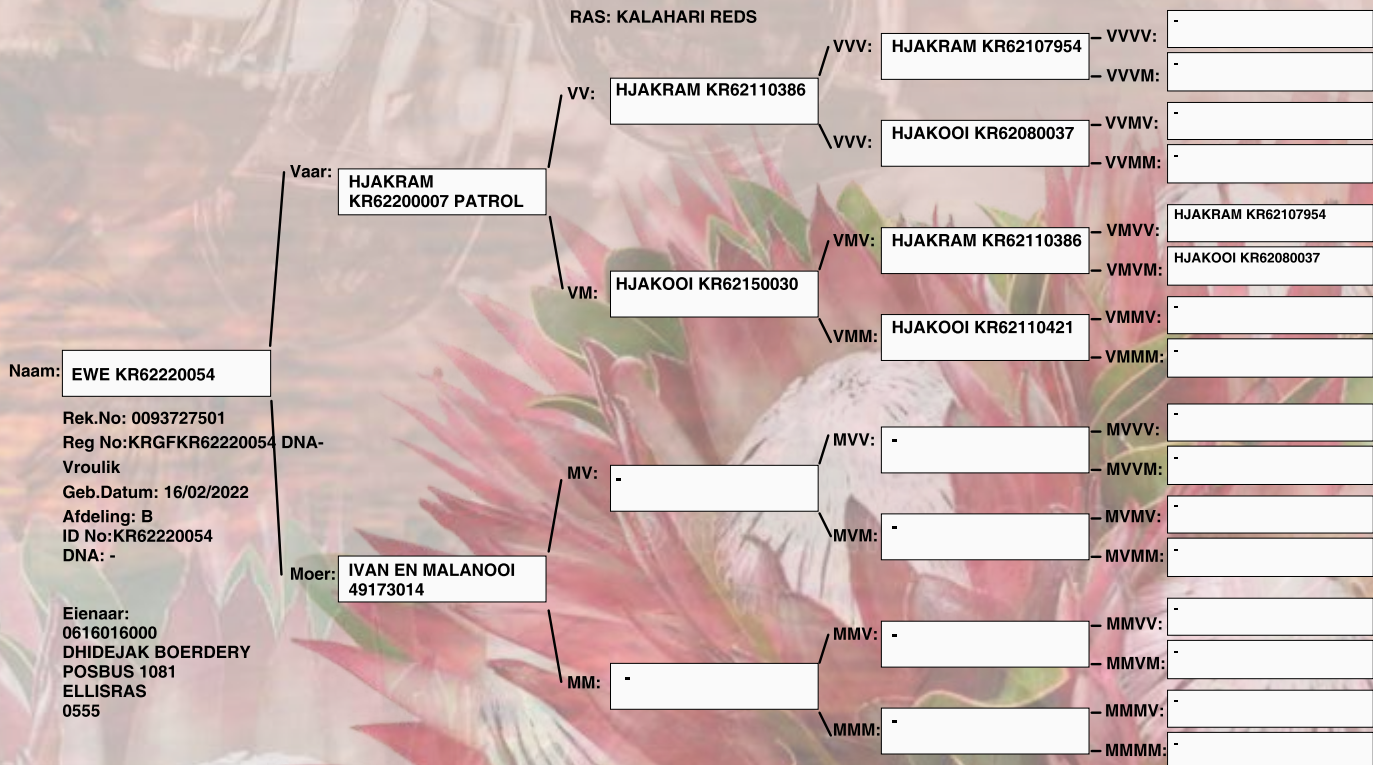 RAS: KALAHARI REDS
Naam:
EWE KR62220054
Rek.No: 0093727501
Reg No:KRGFKR62220054 DNA-
Vroulik
Geb.Datum: 16/02/2022
Afdeling: B
ID No:KR62220054
DNA: -
Eienaar:
0616016000
DHIDEJAK BOERDERY
POSBUS 1081
ELLISRAS
0555
Vaar:
HJAKRAM
KR62200007 PATROL
Moer:
IVAN EN MALANOOI
49173014
VV:
HJAKRAM KR62110386
VM:
HJAKOOI KR62150030
MV:
-
MM:
-
VVV:
HJAKRAM KR62107954
VVV:
HJAKOOI KR62080037
VMV:
HJAKRAM KR62110386
VMM:
HJAKOOI KR62110421
MVV:
-
MVM:
-
MMV:
-
MMM:
-
VVVV:
-
VVVM:
-
VVMV:
-
VVMM:
-
VMVV:
HJAKRAM KR62107954
VMVM:
HJAKOOI KR62080037
VMMV:
-
VMMM:
-
MVVV:
-
MVVM:
-
MVMV:
-
MVMM:
-
MMVV:
-
MMVM:
-
MMMV:
-
MMMM:
-